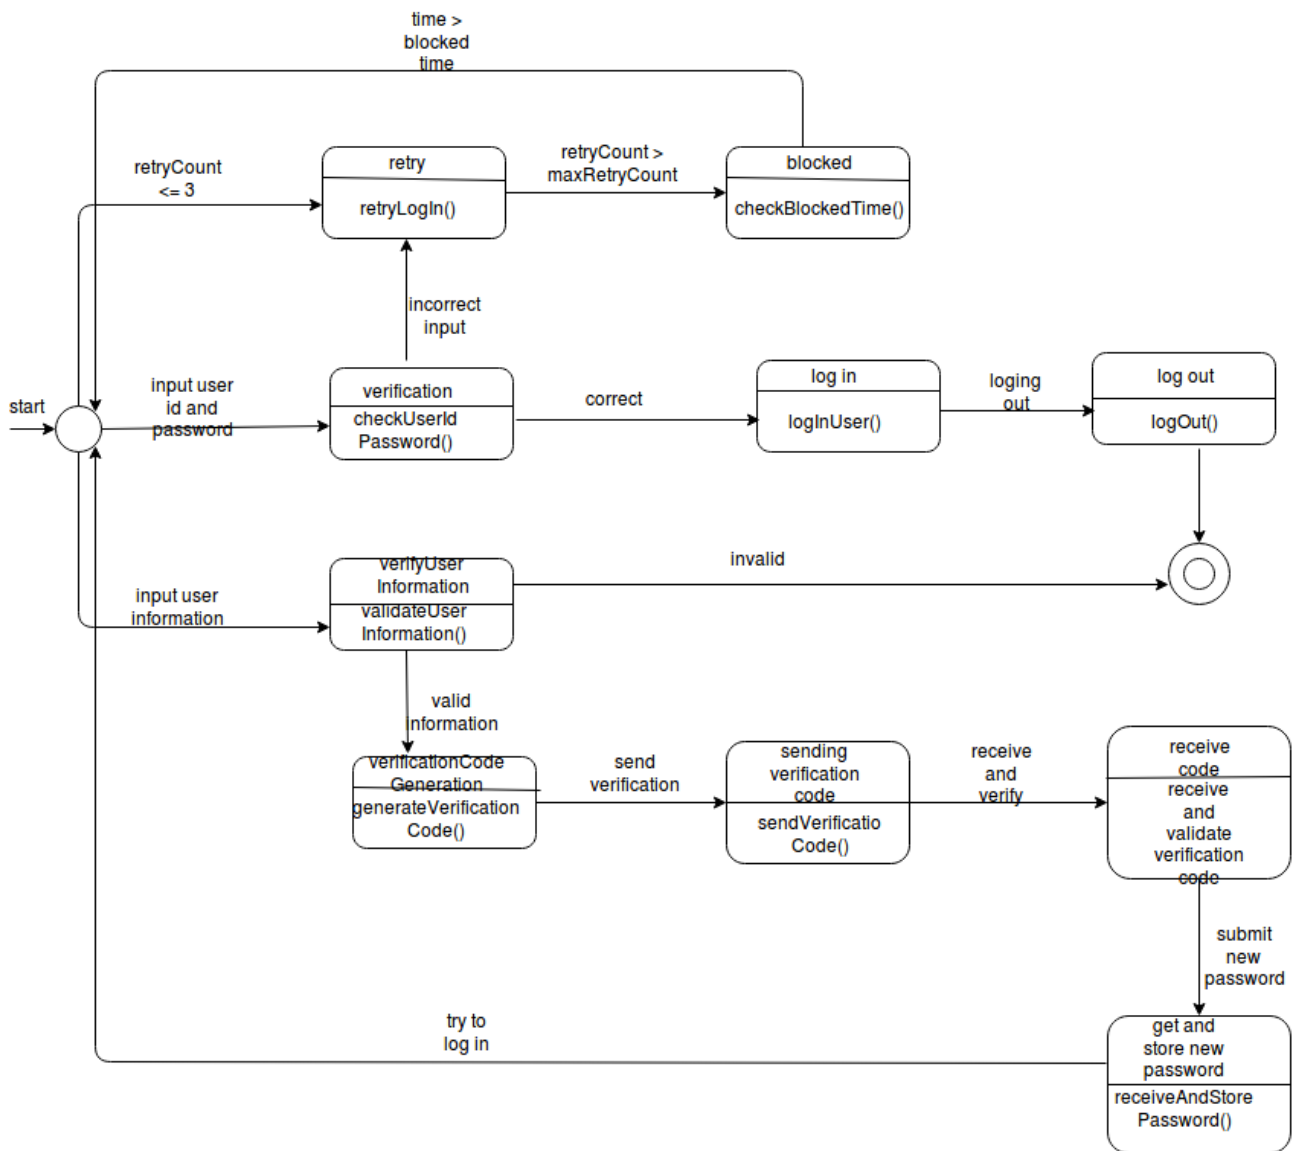 time >
blocked
time
retryCount
<= 3
retry
retryLogIn()
retryCount >
maxRetryCount
blocked
checkBlockedTime()
incorrect
input
start
input user
id and
password
verification
checkUserId
Password()
correct
log in
logInUser()
loging
out
log out
logOut()
input user
information
verifyUser
Information
validateUser
Information()
invalid
valid
information
verificationCode
Generation
generateVerification
Code()
send
verification
sending
verification
code
sendVerificatio
Code()
receive
and
verify
receive
code
receive
and
validate
verification
code
submit
new
password
try to
log in
get and
store new
password
receiveAndStore
Password()